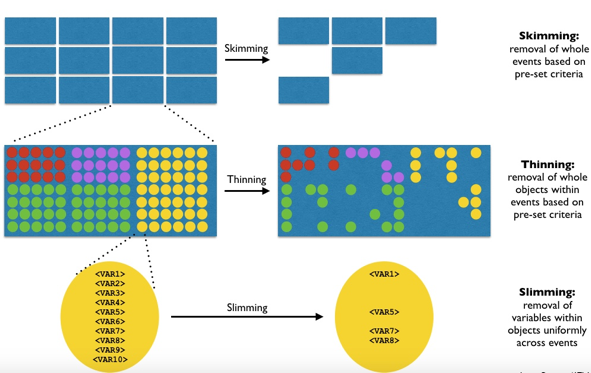 Skimming
Skimming:
removal of whole
events based on
pre-set criteria
Thinning
Thinning:
removal of whole
objects within
events based on
pre-set criteria
<VAR1>
<VAR2>
<VAR3>
<VAR4>
<VAR5>
<VAR6>
<VAR7>
<VAR8>
<VAR9>
<VAR10>
Slimming
<VAR1>
<VAR5>
<VAR7>
<VAR8>
Slimming:
removal of
variables within
objects uniformly
across events